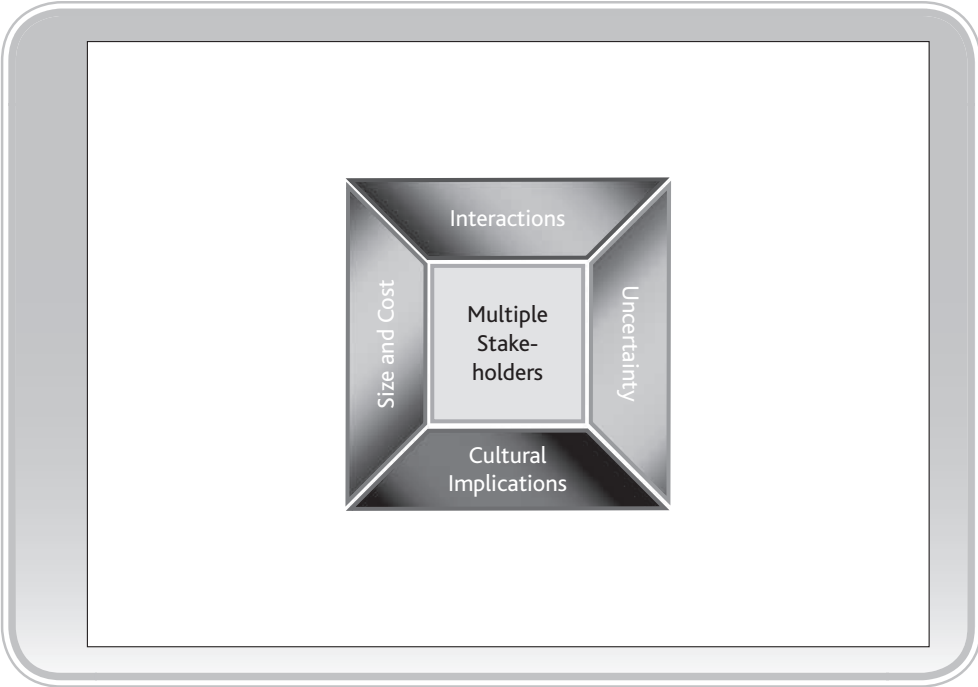 Interactions
Size and Cost
Multiple
Stake-
holders
Uncertainty
Cultural
Implications